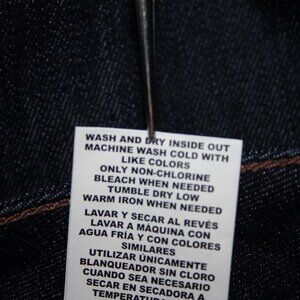 WASH AND DRY INSIDE OUT
MACHINE WASH COLD WITH
LIKE COLORS
ONLY NON-CHLORINE
BLEACH WHEN NEEDED
TUMBLE DRY LOW
WARM IRON WHEN NEEDED
LAVAR Y SECAR AL REVÉS
LAVAR A MÁQUINA CON
AGUA FRÍA Y CON COLORES
SIMILARES
UTILIZAR ÚNICAMENTE
BLANQUEADOR SIN CLORO
CUANDO SEA NECESARIO
SECAR EN SECADORA A
TEMPERATURA